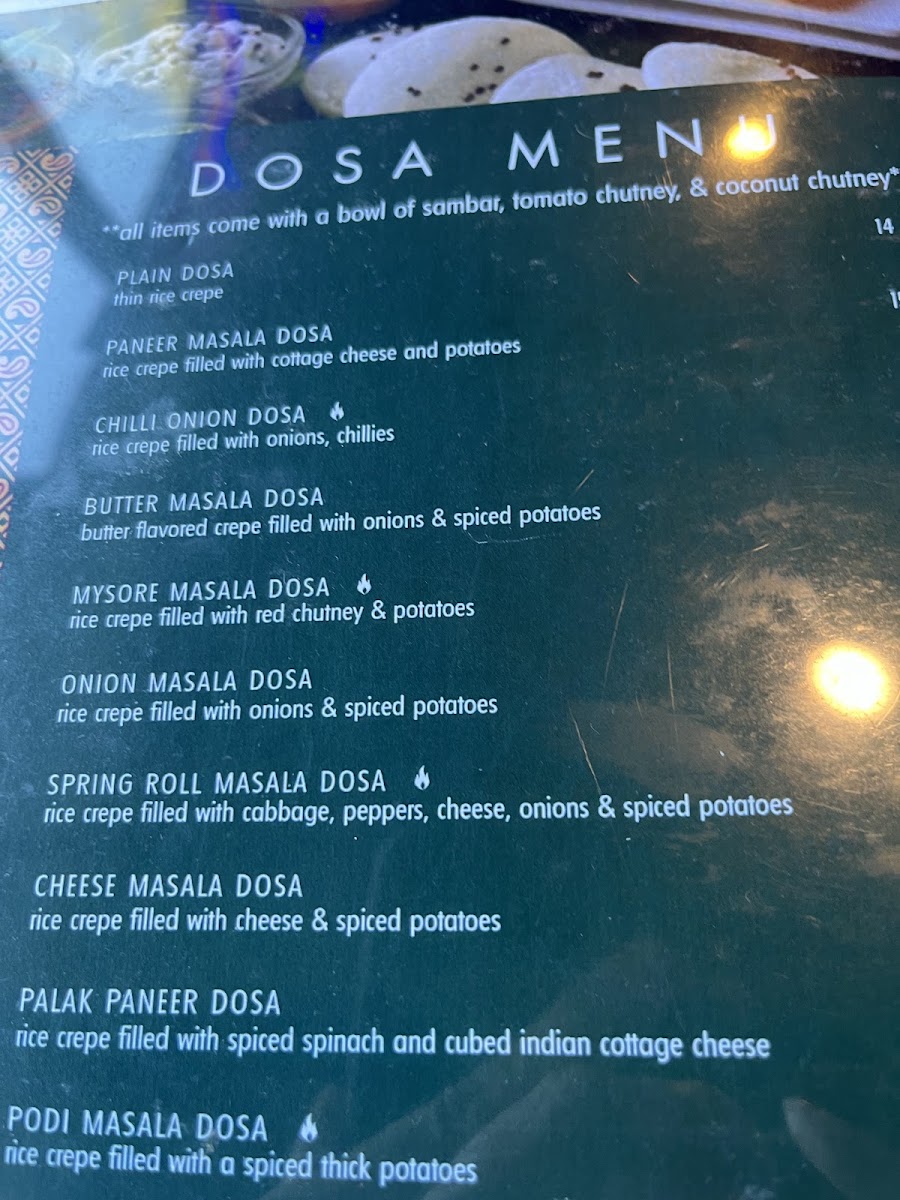 DOSA MENU
**all items come with a bowl of sambar, tomato chutney, & coconut chutney*
PLAIN DOSA 14
thin rice crepe
PANEER MASALA DOSA
rice crepe filled with cottage cheese and potatoes
CHILLI ONION DOSA
rice crepe filled with onions, chillies
BUTTER MASALA DOSA
butter flavored crepe filled with onions & spiced potatoes
MYSORE MASALA DOSA
rice crepe filled with red chutney & potatoes
ONION MASALA DOSA
rice crepe filled with onions & spiced potatoes
SPRING ROLL MASALA DOSA
rice crepe filled with cabbage, peppers, cheese, onions & spiced potatoes
CHEESE MASALA DOSA
rice crepe filled with cheese & spiced potatoes
PALAK PANEER DOSA
rice crepe filled with spiced spinach and cubed indian cottage cheese
PODI MASALA DOSA
rice crepe filled with a spiced thick potatoes